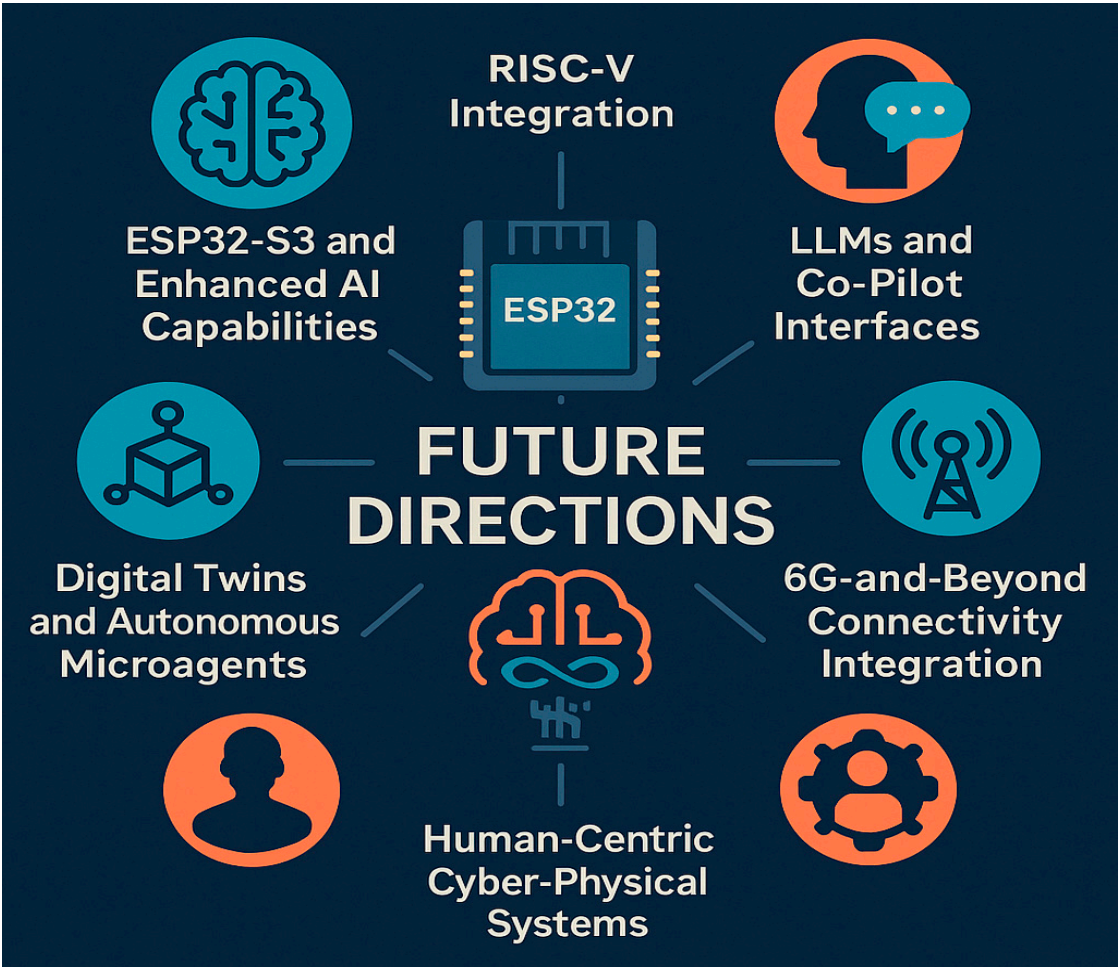 RISC-V
Integration
ESP32-S3 and
Enhanced AI
Capabilities
ESP32
LLMs and
Co-Pilot
Interfaces
FUTURE
DIRECTIONS
Digital Twins
and Autonomous
Microagents
6G-and-Beyond
Connectivity
Integration
Human-Centric
Cyber-Physical
Systems